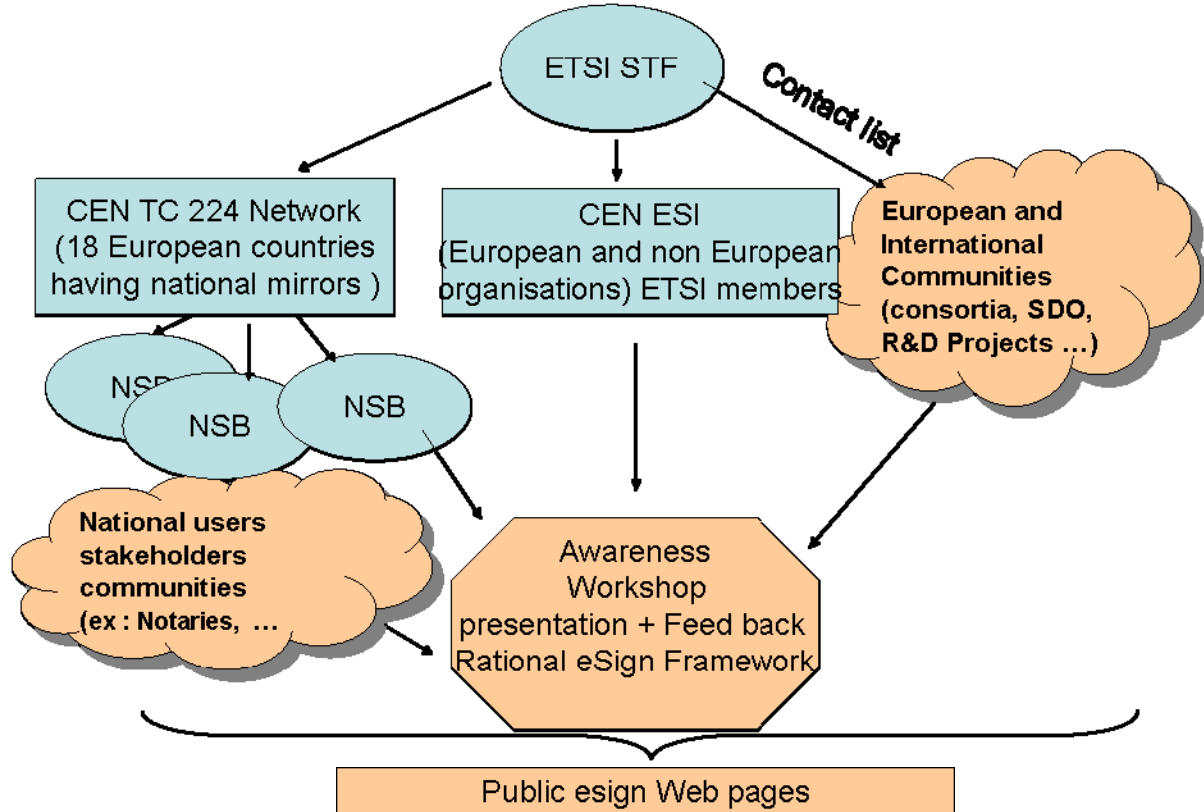 ETSI STF
Contact list
CEN TC 224 Network
(18 European countries
having national mirrors )
CEN ESI
(European and non European
organisations) ETSI members
European and
International
Communities
(consortia, SDO,
R&D Projects …)
NSB
NSB
NSB
National users
stakeholders
communities
(ex : Notaries, …
Awareness
Workshop
presentation + Feed back
Rational eSign Framework
Public esign Web pages